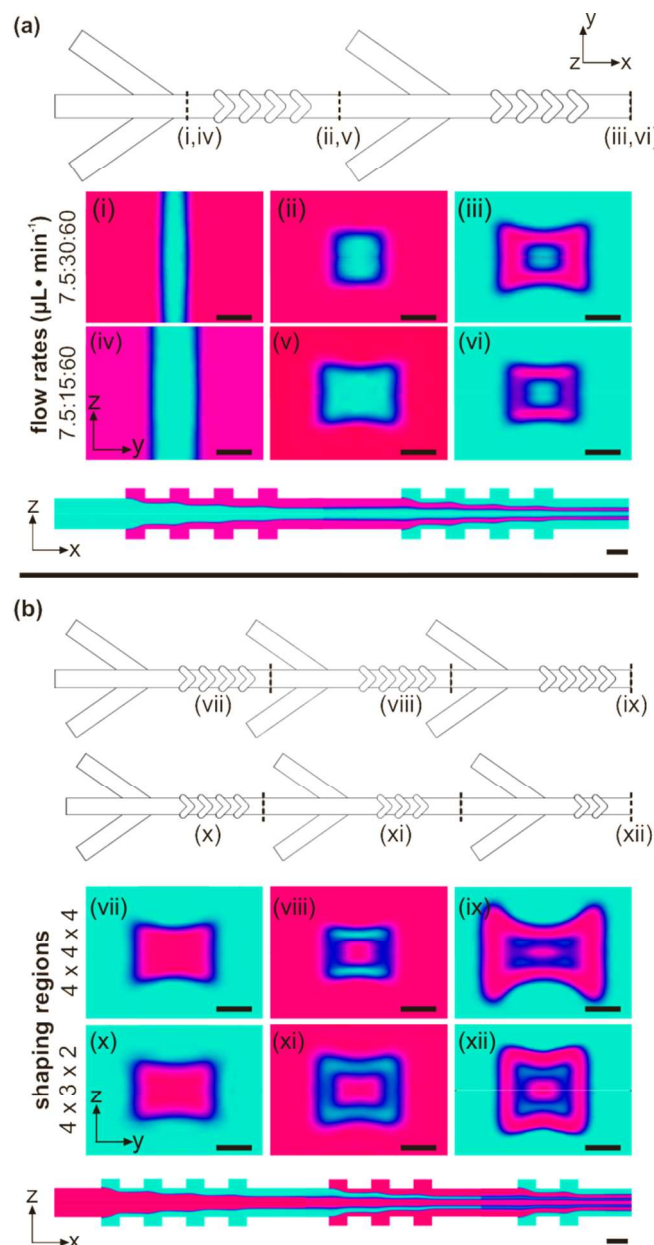 (a)
y
z x
(i,iv) (ii,v) (iii,vi)
flow rates (µL• min⁻¹)
7.5:30:60
(i) (ii) (iii)
7.5:15:60
(iv) (v) (vi)
z
y
z
x
(b)
(vii) (viii) (ix)
(x) (xi) (xii)
shaping regions
4 x 4 x 4
(vii) (viii) (ix)
4 x 3 x 2
(x) (xi) (xii)
z
y
z
x